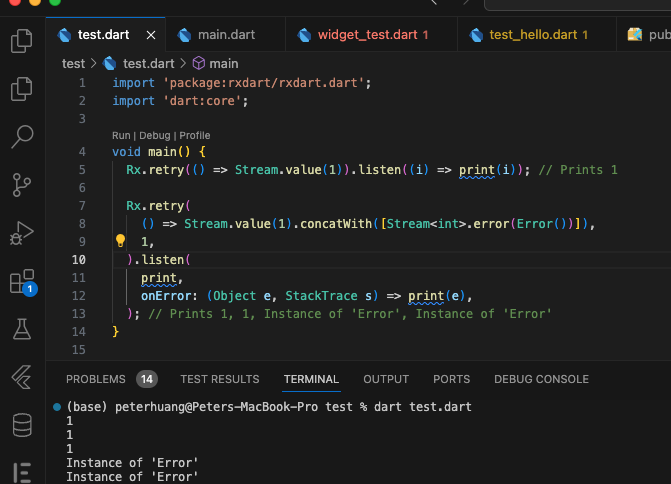 test.dart
main.dart
widget_test.dart 1
test_hello.dart 1
pub
test > test.dart > main
1 import 'package:rxdart/rxdart.dart';
2 import 'dart:core';
3
Run | Debug | Profile
4 void main() {
5 Rx.retry(() => Stream.value(1)).listen((i) => print(i)); // Prints 1
6
7 Rx.retry(
8 () => Stream.value(1).concatWith([Stream<int>.error(Error())]),
9 1,
10 ).listen(
11 print,
12 onError: (Object e, StackTrace s) => print(e),
13 ); // Prints 1, 1, Instance of 'Error', Instance of 'Error'
14 }
15
1
PROBLEMS 14 TEST RESULTS TERMINAL OUTPUT PORTS DEBUG CONSOLE
(base) peterhuang@Peters-MacBook-Pro test % dart test.dart
1
1
1
Instance of 'Error'
Instance of 'Error'